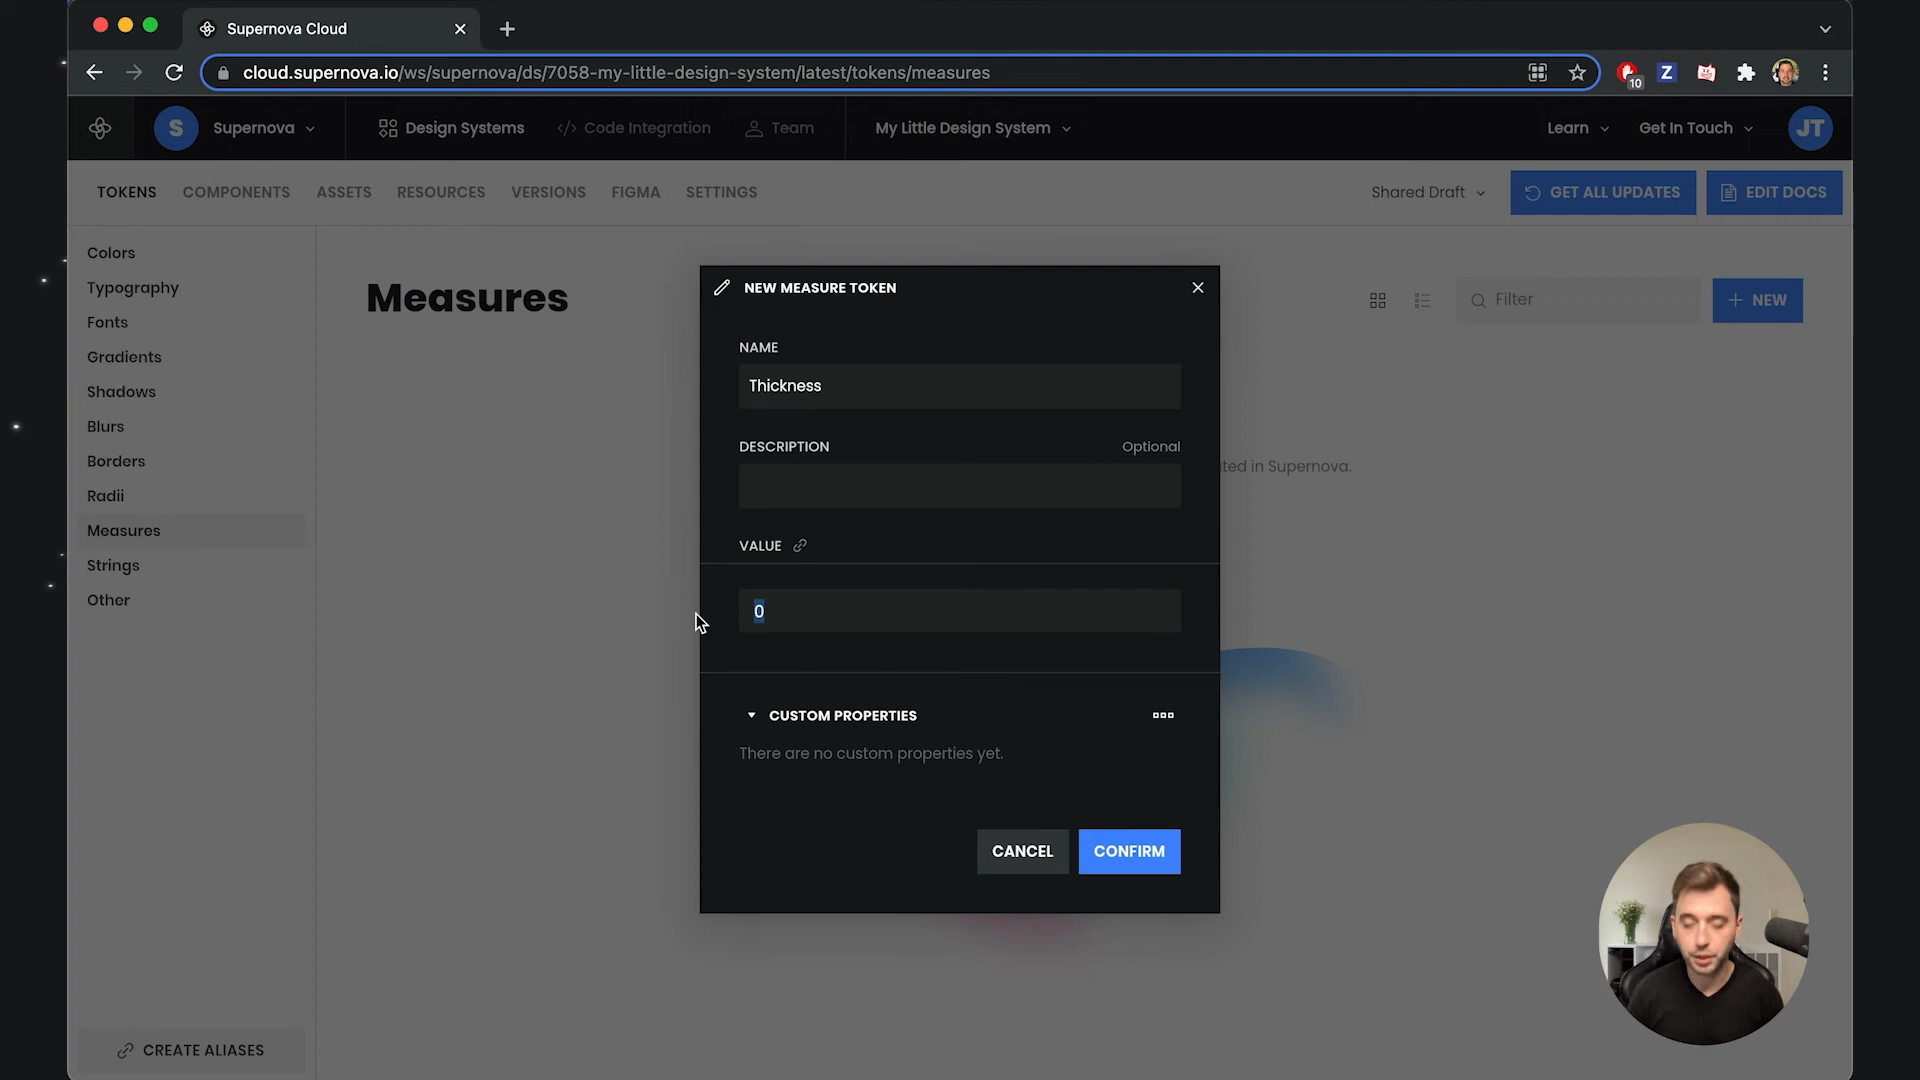 Supernova Cloud
cloud.supernova.io/ws/supernova/ds/7058-my-little-design-system/latest/tokens/measures
10
Z
S Supernova
Design Systems
</> Code Integration
Team
My Little Design System
Learn
Get In Touch
JT
TOKENS
COMPONENTS
ASSETS
RESOURCES
VERSIONS
FIGMA
SETTINGS
Shared Draft
GET ALL UPDATES
EDIT DOCS
Colors
Typography
Fonts
Gradients
Shadows
Blurs
Borders
Radii
Measures
Strings
Other
CREATE ALIASES
Measures
Filter
NEW
in Supernova.
NEW MEASURE TOKEN
NAME
Thickness
DESCRIPTION
Optional
VALUE
0
CUSTOM PROPERTIES
There are no custom properties yet.
CANCEL
CONFIRM